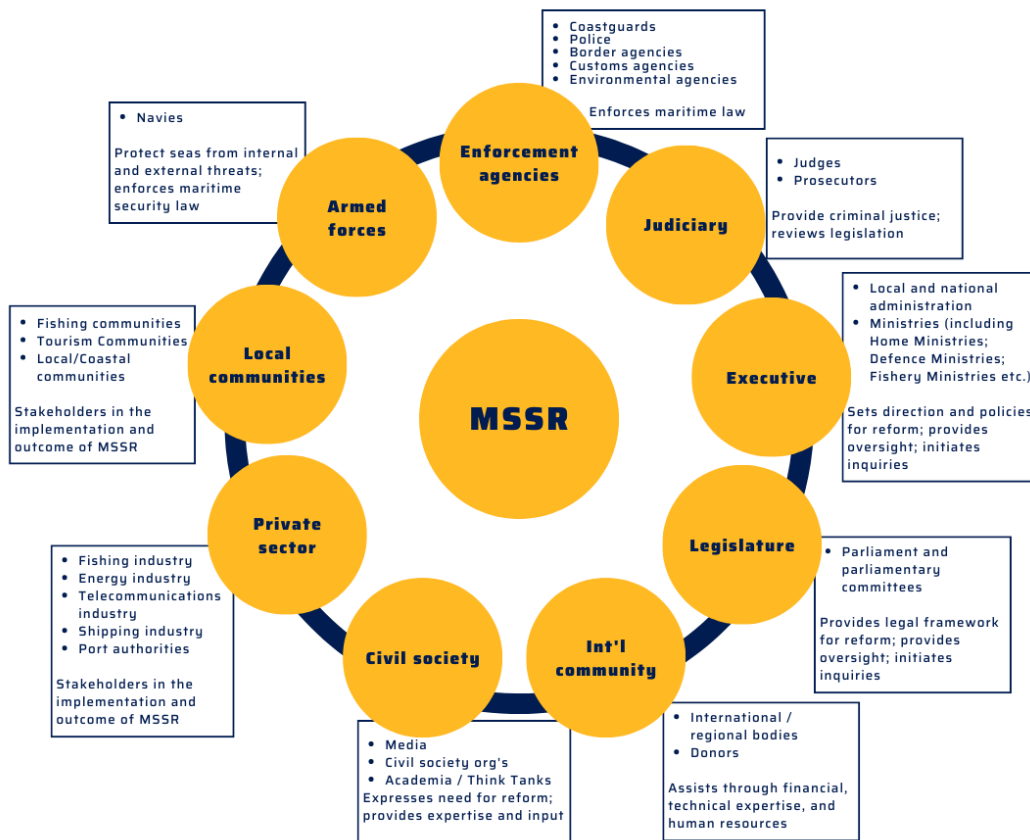 • Coastguards
• Police
• Border agencies
• Customs agencies
• Environmental agencies
Enforces maritime law
Enforcement
agencies
• Navies
Protect seas from internal
and external threats;
enforces maritime
security law
Armed
forces
• Judges
• Prosecutors
Provide criminal justice;
reviews legislation
Judiciary
• Local and national
administration
• Ministries (including
Home Ministries;
Defence Ministries;
Fishery Ministries etc.)
Sets direction and policies
for reform; provides
oversight; initiates
inquiries
Executive
• Fishing communities
• Tourism Communities
• Local/Coastal
communities
Stakeholders in the
implementation and
outcome of MSSR
Local
communities
MSSR
Private
sector
• Fishing industry
• Energy industry
• Telecommunications
industry
• Shipping industry
• Port authorities
Stakeholders in the
implementation and
outcome of MSSR
Legislature
• Parliament and
parliamentary
committees
Provides legal framework
for reform; provides
oversight; initiates
inquiries
Civil society
• Media
• Civil society org's
• Academia / Think Tanks
Expresses need for reform;
provides expertise and input
Int'l
community
• International /
regional bodies
• Donors
Assists through financial,
technical expertise, and
human resources